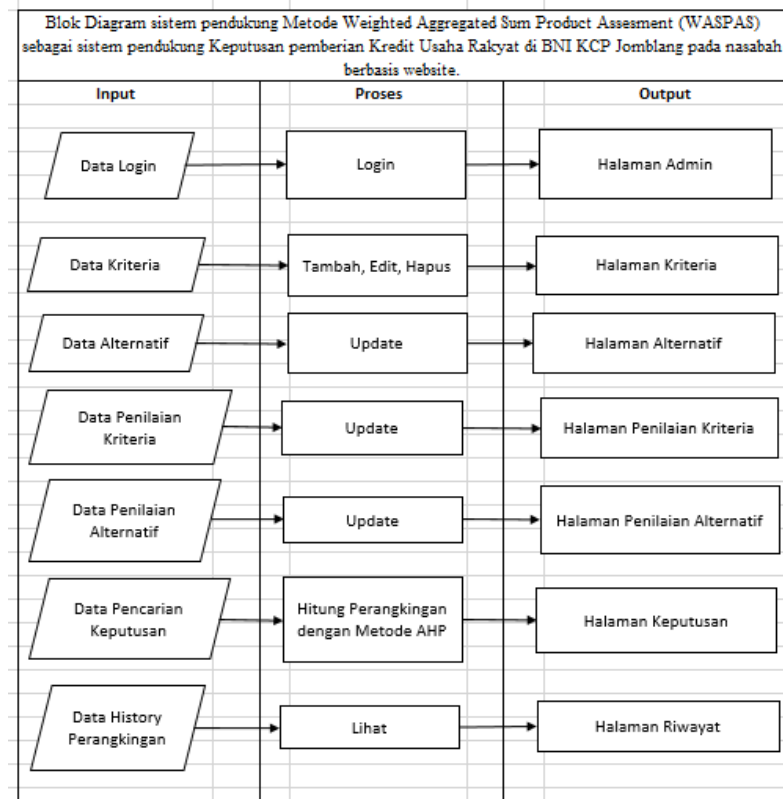 Blok Diagram sistem pendukung Metode Weighted Aggregated Sum Product Assesment (WASPAS)
sebagai sistem pendukung Keputusan pemberian Kredit Usaha Rakyat di BNI KCP Jomblang pada nasabah
berbasis website.
Input
Proses
Output
Data Login
Login
Halaman Admin
Data Kriteria
Tambah, Edit, Hapus
Halaman Kriteria
Data Alternatif
Update
Halaman Alternatif
Data Penilaian
Kriteria
Update
Halaman Penilaian Kriteria
Data Penilaian
Alternatif
Update
Halaman Penilaian Alternatif
Data Pencarian
Keputusan
Hitung Perangkingan
dengan Metode AHP
Halaman Keputusan
Data History
Perangkingan
Lihat
Halaman Riwayat